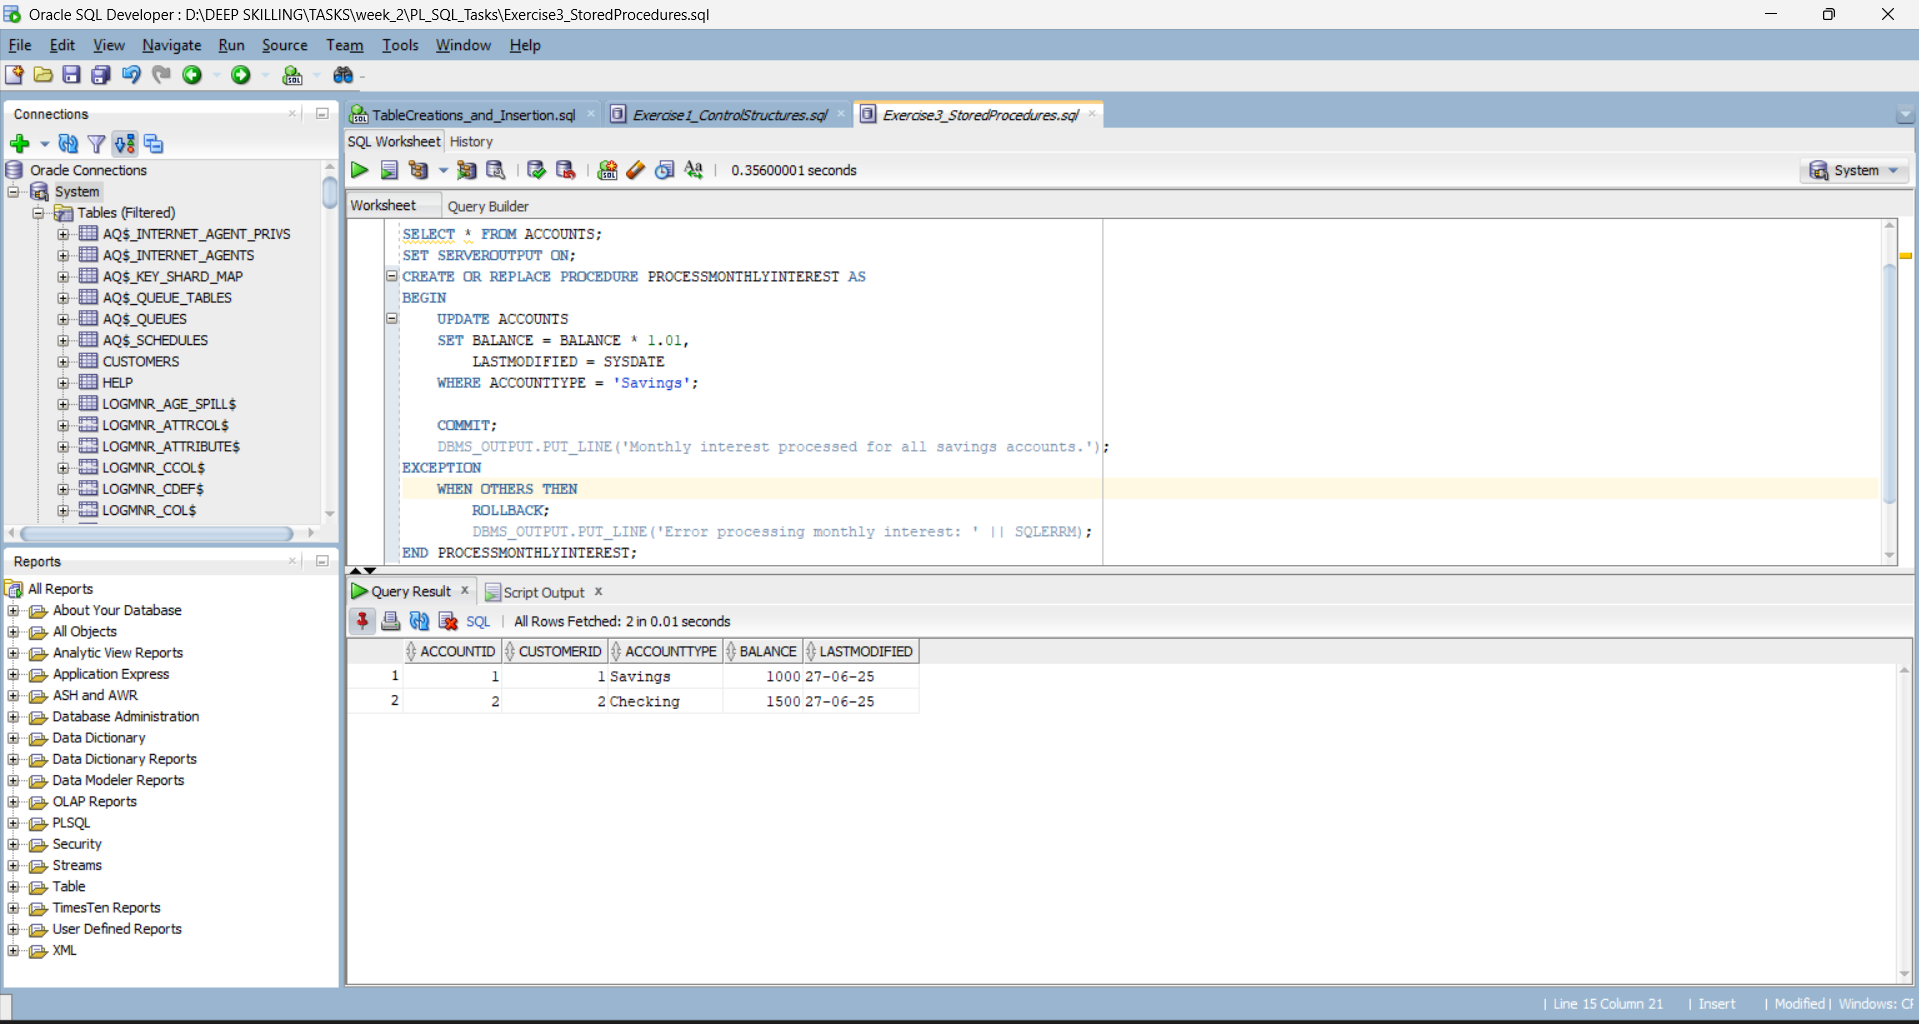 Oracle SQL Developer : D:\DEEP SKILLING\TASKS\week_2\PL_SQL_Tasks\Exercise3_StoredProcedures.sql
File Edit View Navigate Run Source Team Tools Window Help
Connections
Oracle Connections
System
Tables (Filtered)
AQ$_INTERNET_AGENT_PRIVS
AQ$_INTERNET_AGENTS
AQ$_KEY_SHARD_MAP
AQ$_QUEUE_TABLES
AQ$_QUEUES
AQ$_SCHEDULES
CUSTOMERS
HELP
LOGMNR_AGE_SPILL$
LOGMNR_ATTRCOL$
LOGMNR_ATTRIBUTE$
LOGMNR_CCOL$
LOGMNR_CDEF$
LOGMNR_COL$
Reports
All Reports
About Your Database
All Objects
Analytic View Reports
Application Express
ASH and AWR
Database Administration
Data Dictionary
Data Dictionary Reports
Data Modeler Reports
OLAP Reports
PLSQL
Security
Streams
Table
TimesTen Reports
User Defined Reports
XML
TableCreations_and_Insertion.sql Exercise1_ControlStructures.sql Exercise3_StoredProcedures.sql
SQL Worksheet History
0.35600001 seconds
System
Worksheet Query Builder
SELECT * FROM ACCOUNTS;
SET SERVEROUTPUT ON;
CREATE OR REPLACE PROCEDURE PROCESSMONTHLYINTEREST AS
BEGIN
UPDATE ACCOUNTS
SET BALANCE = BALANCE * 1.01,
LASTMODIFIED = SYSDATE
WHERE ACCOUNTTYPE = 'Savings';
COMMIT;
DBMS_OUTPUT.PUT_LINE('Monthly interest processed for all savings accounts.');
EXCEPTION
WHEN OTHERS THEN
ROLLBACK;
DBMS_OUTPUT.PUT_LINE('Error processing monthly interest: ' || SQLERRM);
END PROCESSMONTHLYINTEREST;
Query Result Script Output
SQL | All Rows Fetched: 2 in 0.01 seconds
ACCOUNTID CUSTOMERID ACCOUNTTYPE BALANCE LASTMODIFIED
1 1 1 Savings 1000 27-06-25
2 2 2 Checking 1500 27-06-25
| Line 15 Column 21 | Insert | Modified | Windows: CF